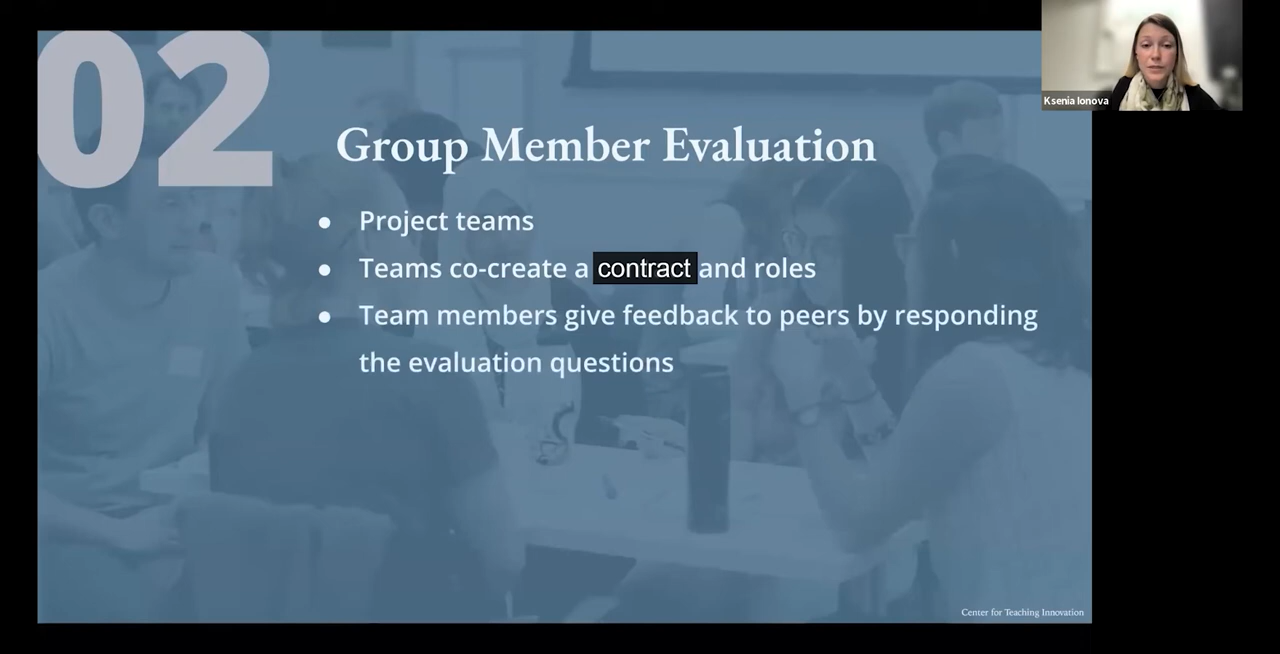 02
Ksenia Ionova
Group Member Evaluation
● Project teams
● Teams co-create a contract and roles
● Team members give feedback to peers by responding
the evaluation questions
Center for Teaching Innovation